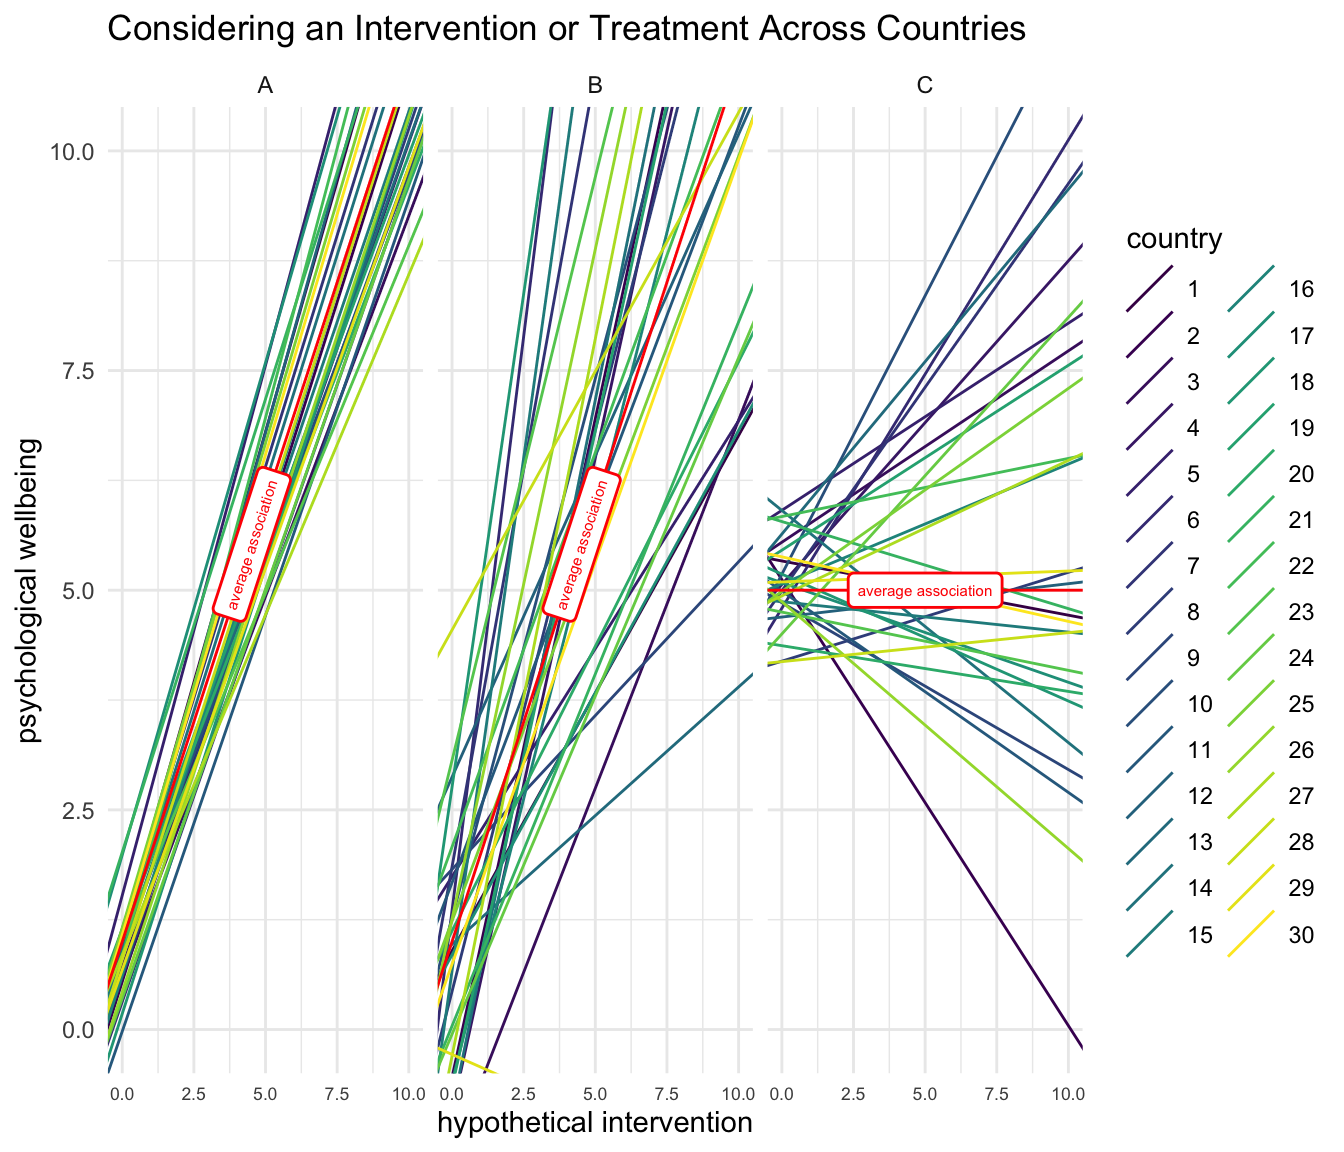 Considering an Intervention or Treatment Across Countries
A B C
10.0
7.5
5.0
2.5
0.0
psychological wellbeing
average association
average association
average association
0.0 2.5 5.0 7.5 10.0 0.0 2.5 5.0 7.5 10.0 0.0 2.5 5.0 7.5 10.0
hypothetical intervention
country
1 16
2 17
3 18
4 19
5 20
6 21
7 22
8 23
9 24
10 25
11 26
12 27
13 28
14 29
15 30